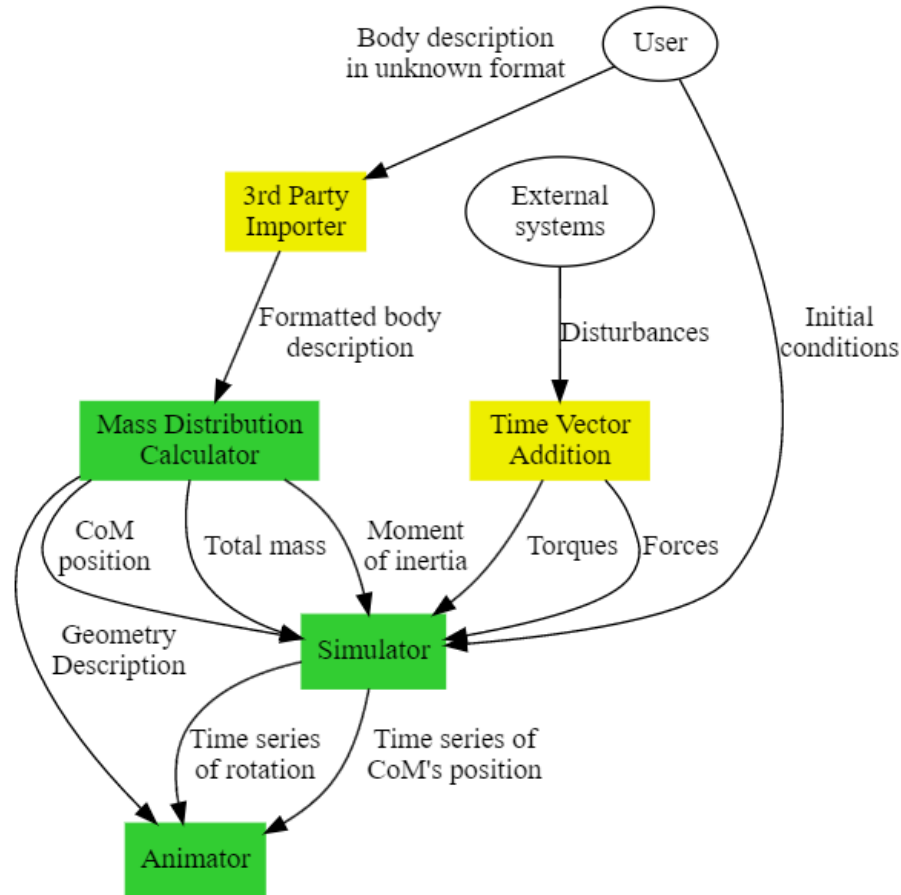 User
Body description
in unknown format
3rd Party
Importer
External
systems
Formatted body
description
Disturbances
Initial
conditions
Mass Distribution
Calculator
Time Vector
Addition
CoM
position
Total mass
Moment
of inertia
Torques
Forces
Geometry
Description
Simulator
Time series
of rotation
Time series of
CoM's position
Animator